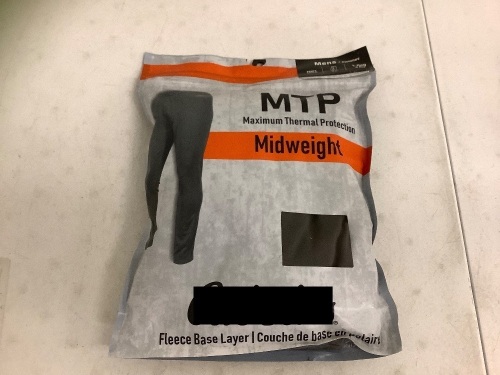 Mens
MTP
Maximum Thermal Protection
Midweight
Fleece Base Layer | Couche de base en polaire